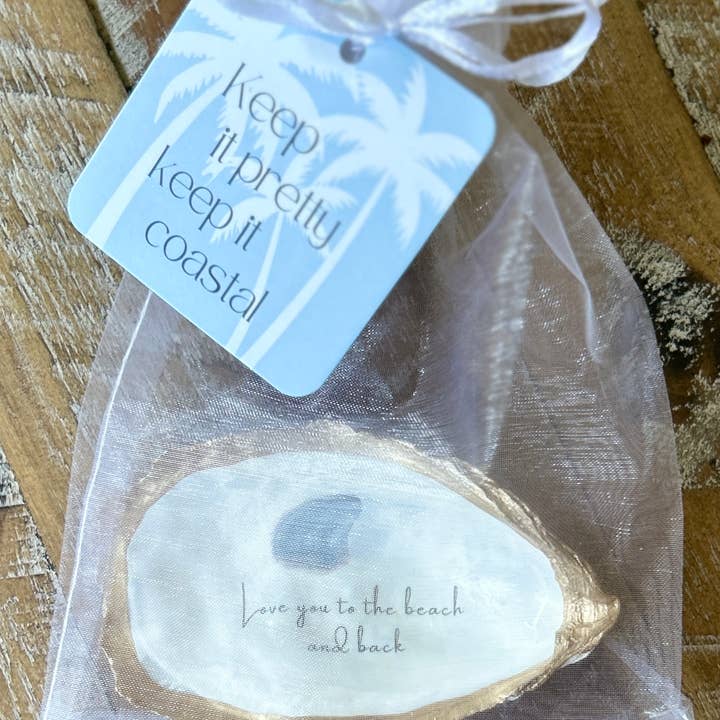 Keep
it pretty
keep it
coastal
Love you to the beach
and back